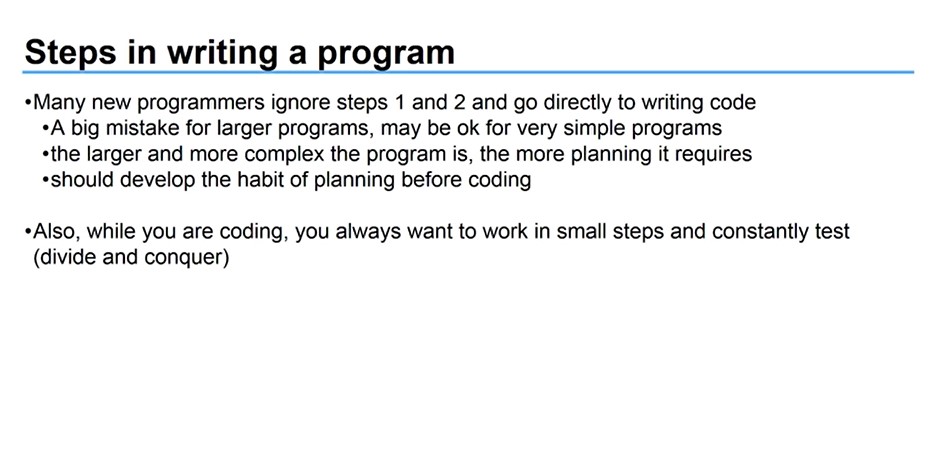 Steps in writing a program
•Many new programmers ignore steps 1 and 2 and go directly to writing code
•A big mistake for larger programs, may be ok for very simple programs
•the larger and more complex the program is, the more planning it requires
•should develop the habit of planning before coding
•Also, while you are coding, you always want to work in small steps and constantly test
(divide and conquer)